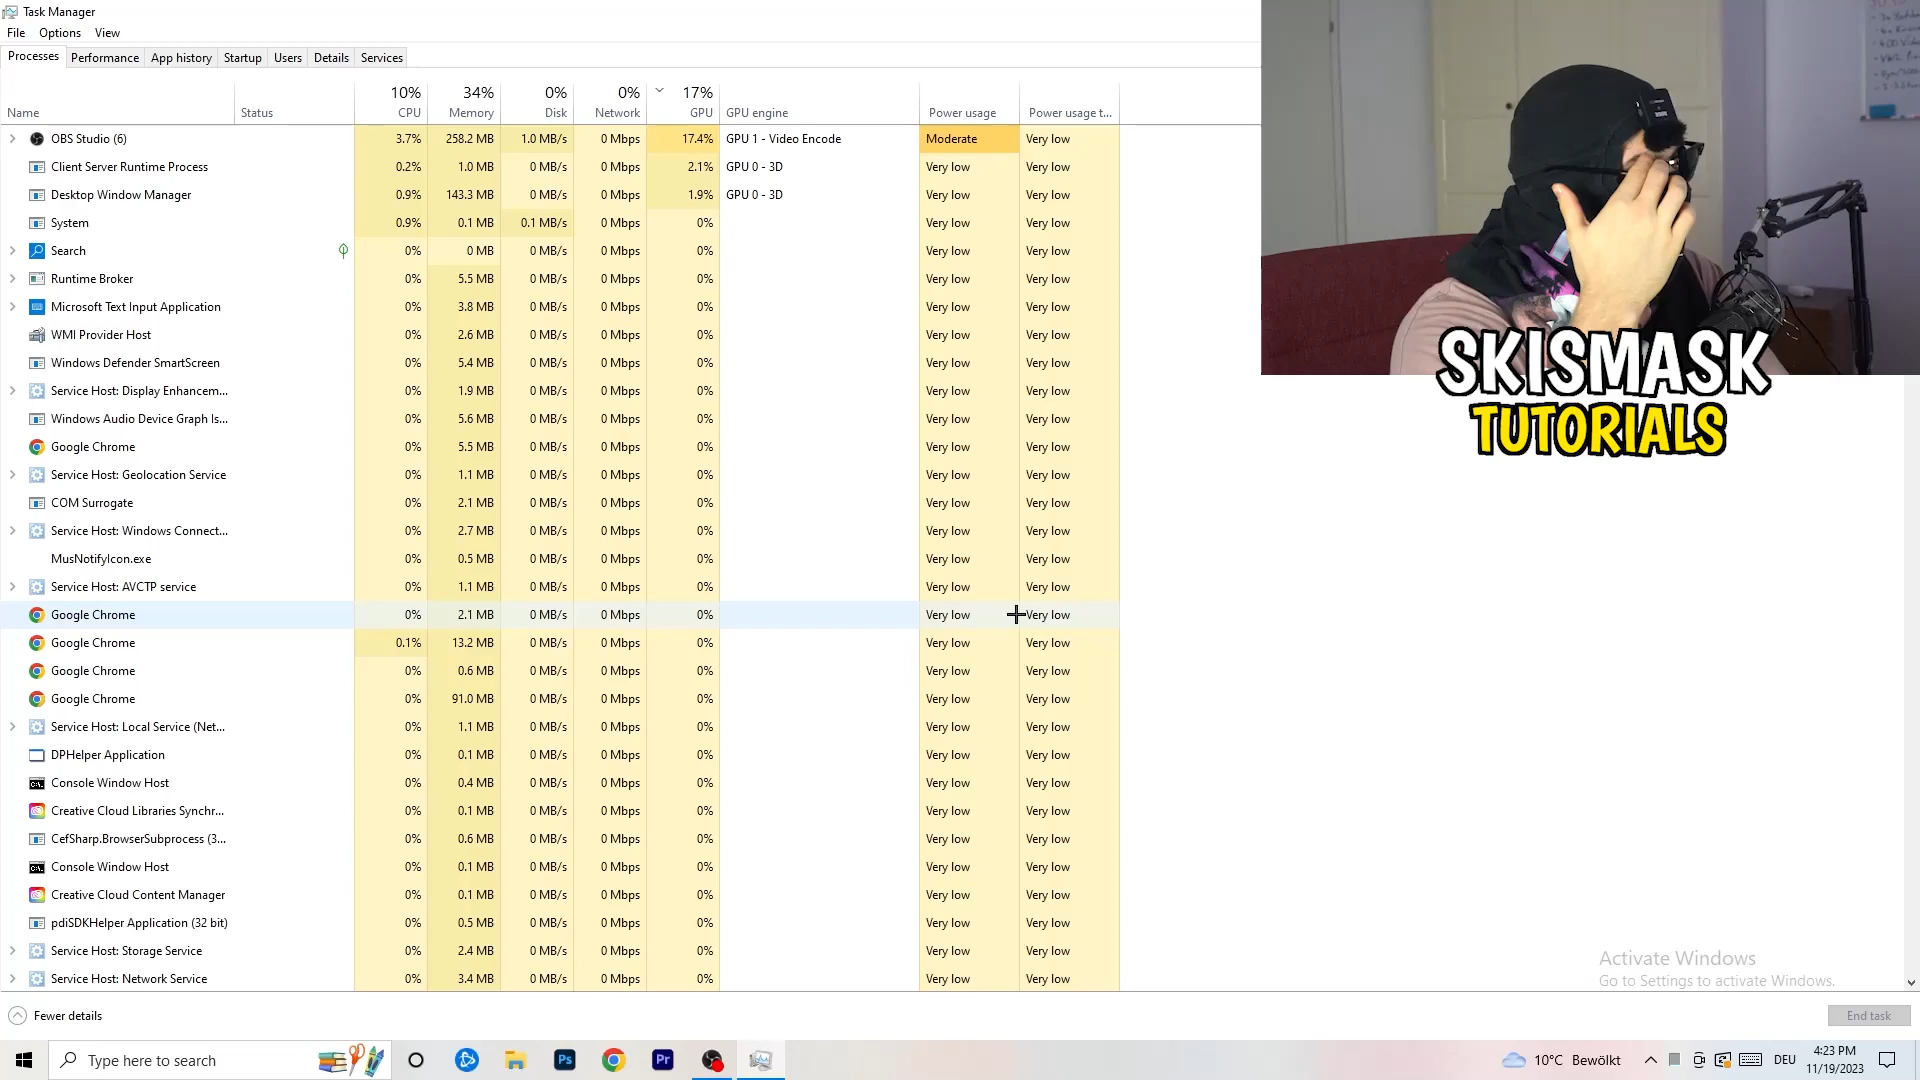 Task Manager
File Options View
Processes Performance App history Startup Users Details Services
10% 34% 0% 0% 17%
Name Status CPU Memory Disk Network GPU GPU engine Power usage Power usage t...
OBS Studio (6) 3.7% 258.2 MB 1.0 MB/s 0 Mbps 17.4% GPU 1 - Video Encode Moderate Very low
Client Server Runtime Process 0.2% 1.0 MB 0 MB/s 0 Mbps 2.1% GPU 0 - 3D Very low Very low
Desktop Window Manager 0.9% 143.3 MB 0 MB/s 0 Mbps 1.9% GPU 0 - 3D Very low Very low
System 0.9% 0.1 MB 0.1 MB/s 0 Mbps 0% Very low Very low
Search 0% 0 MB 0 MB/s 0 Mbps 0% Very low Very low
Runtime Broker 0% 5.5 MB 0 MB/s 0 Mbps 0% Very low Very low
Microsoft Text Input Application 0% 3.8 MB 0 MB/s 0 Mbps 0% Very low Very low
WMI Provider Host 0% 2.6 MB 0 MB/s 0 Mbps 0% Very low Very low
Windows Defender SmartScreen 0% 5.4 MB 0 MB/s 0 Mbps 0% Very low Very low
Service Host: Display Enhancem... 0% 1.9 MB 0 MB/s 0 Mbps 0% Very low Very low
Windows Audio Device Graph Is... 0% 5.6 MB 0 MB/s 0 Mbps 0% Very low Very low
Google Chrome 0% 5.5 MB 0 MB/s 0 Mbps 0% Very low Very low
Service Host: Geolocation Service 0% 1.1 MB 0 MB/s 0 Mbps 0% Very low Very low
COM Surrogate 0% 2.1 MB 0 MB/s 0 Mbps 0% Very low Very low
Service Host: Windows Connect... 0% 2.7 MB 0 MB/s 0 Mbps 0% Very low Very low
MusNotifyIcon.exe 0% 0.5 MB 0 MB/s 0 Mbps 0% Very low Very low
Service Host: AVCTP service 0% 1.1 MB 0 MB/s 0 Mbps 0% Very low Very low
Google Chrome 0% 2.1 MB 0 MB/s 0 Mbps 0% Very low Very low
Google Chrome 0.1% 13.2 MB 0 MB/s 0 Mbps 0% Very low Very low
Google Chrome 0% 0.6 MB 0 MB/s 0 Mbps 0% Very low Very low
Google Chrome 0% 91.0 MB 0 MB/s 0 Mbps 0% Very low Very low
Service Host: Local Service (Net... 0% 1.1 MB 0 MB/s 0 Mbps 0% Very low Very low
DPHelper Application 0% 0.1 MB 0 MB/s 0 Mbps 0% Very low Very low
Console Window Host 0% 0.4 MB 0 MB/s 0 Mbps 0% Very low Very low
Creative Cloud Libraries Synchr... 0% 0.1 MB 0 MB/s 0 Mbps 0% Very low Very low
CefSharp.BrowserSubprocess (3... 0% 0.6 MB 0 MB/s 0 Mbps 0% Very low Very low
Console Window Host 0% 0.1 MB 0 MB/s 0 Mbps 0% Very low Very low
Creative Cloud Content Manager 0% 0.1 MB 0 MB/s 0 Mbps 0% Very low Very low
pdiSDKHelper Application (32 bit) 0% 0.5 MB 0 MB/s 0 Mbps 0% Very low Very low
Service Host: Storage Service 0% 2.4 MB 0 MB/s 0 Mbps 0% Very low Very low
Service Host: Network Service 0% 3.4 MB 0 MB/s 0 Mbps 0% Very low Very low
SKISMASK
TUTORIALS
Activate Windows
Go to Settings to activate Windows.
Fewer details
End task
Type here to search
Ps
Pr
10°C Bewölkt
DEU
4:23 PM
11/19/2023